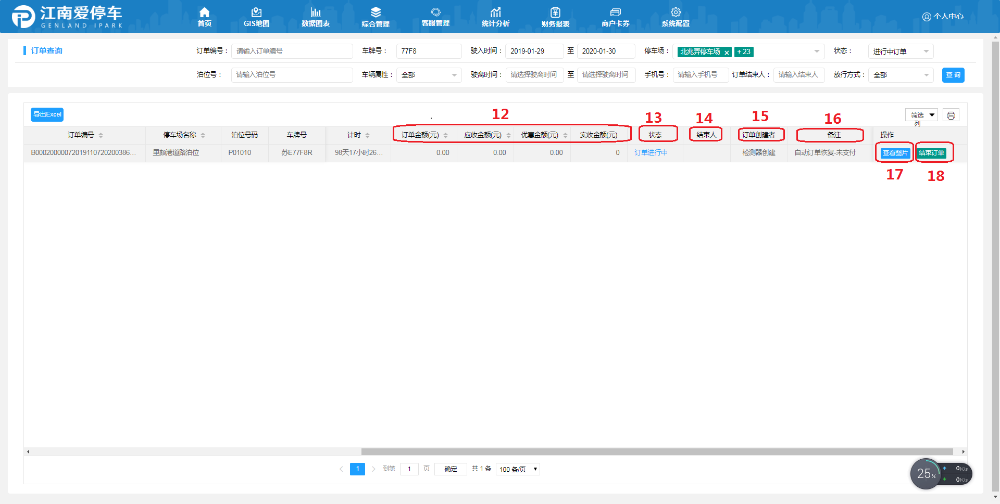 江南爱停车
GENLAND IPARK
首页 GIS地图 数据图表 综合管理 客服管理 统计分析 财务报表 商户卡券 系统配置 个人中心
订单查询 订单编号： 请输入订单编号 车牌号： 77F8 驶入时间： 2019-01-29 至 2020-01-30 停车场： 北兆弄停车场 × + 23 状态： 进行中订单
泊位号： 请输入泊位号 车辆属性： 全部 驶离时间： 请选择驶离时间 至 请选择驶离时间 手机号： 请输入手机号 订单结束人： 请输入结束人 放行方式： 全部 查询
导出Excel 12 13 14 15 16 筛选列
订单编号 停车场名称 泊位号码 车牌号 计时 订单金额(元) 应收金额(元) 优惠金额(元) 实收金额(元) 状态 结束人 订单创建者 备注 操作
B00020000072019110720200386... 里颜港道路泊位 P01010 苏E77F8R 98天17小时26... 0.00 0.00 0.00 0 订单进行中 检测器创建 自动订单恢复-未支付 查看图片 结束订单
17 18
1 到第 1 页 确定 共 1 条 100 条/页
25% 0K/s
0K/s